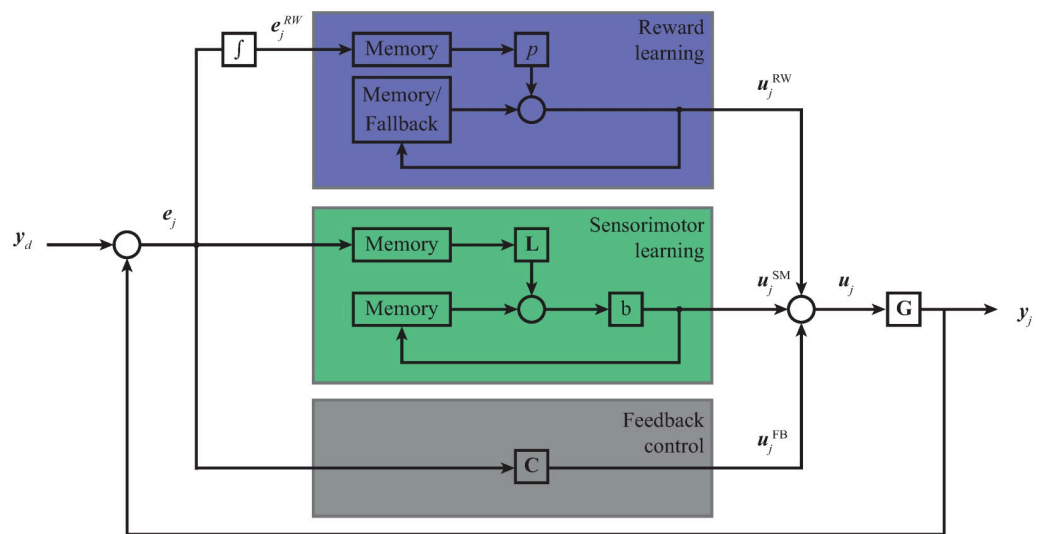 e_j^{RW}
∫
Reward
learning
Memory
p
Memory/
Fallback
u_j^{RW}
y_d
e_j
Sensorimotor
learning
Memory
L
Memory
b
u_j^{SM}
u_j
G
y_j
Feedback
control
C
u_j^{FB}